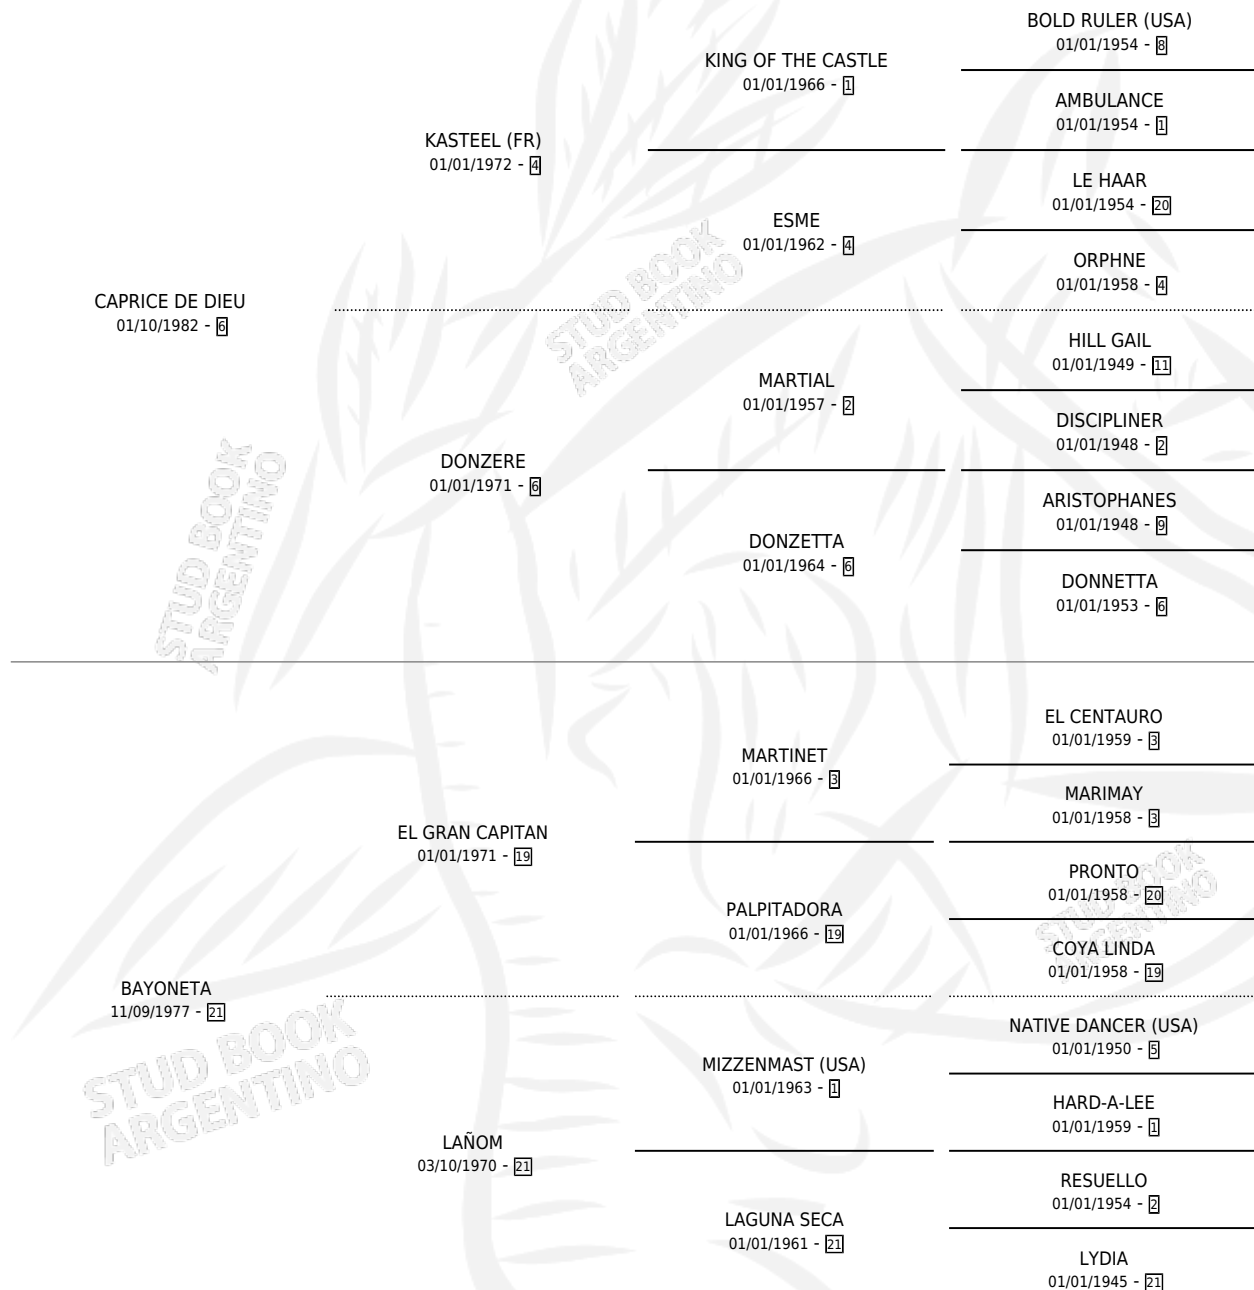 BOLD RULER (USA)
01/01/1954 - 8
KING OF THE CASTLE
01/01/1966 - 1
AMBULANCE
01/01/1954 - 1
KASTEEL (FR)
01/01/1972 - 4
LE HAAR
01/01/1954 - 20
ESME
01/01/1962 - 4
ORPHNE
01/01/1958 - 4
CAPRICE DE DIEU
01/10/1982 - 6
HILL GAIL
01/01/1949 - 11
MARTIAL
01/01/1957 - 2
DISCIPLINER
01/01/1948 - 2
DONZERE
01/01/1971 - 6
ARISTOPHANES
01/01/1948 - 9
DONZETTA
01/01/1964 - 6
DONNETTA
01/01/1953 - 6
EL CENTAURO
01/01/1959 - 3
MARTINET
01/01/1966 - 3
MARIMAY
01/01/1958 - 3
EL GRAN CAPITAN
01/01/1971 - 19
PRONTO
01/01/1958 - 20
PALPITADORA
01/01/1966 - 19
COYA LINDA
01/01/1958 - 19
BAYONETA
11/09/1977 - 21
NATIVE DANCER (USA)
01/01/1950 - 5
MIZZENMAST (USA)
01/01/1963 - 1
HARD-A-LEE
01/01/1959 - 1
LAÑOM
03/10/1970 - 21
RESUELLO
01/01/1954 - 2
LAGUNA SECA
01/01/1961 - 21
LYDIA
01/01/1945 - 21
STUD BOOK
ARGENTINO
STUD BOOK
ARGENTINO
STUD BOOK
ARGENTINO
STUD BOOK
ARGENTINO